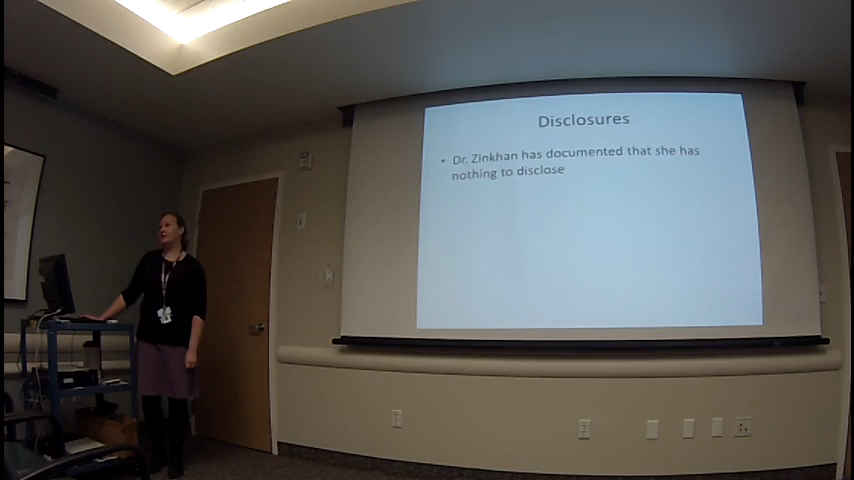 Disclosures
• Dr. Zinkhan has documented that she has
nothing to disclose